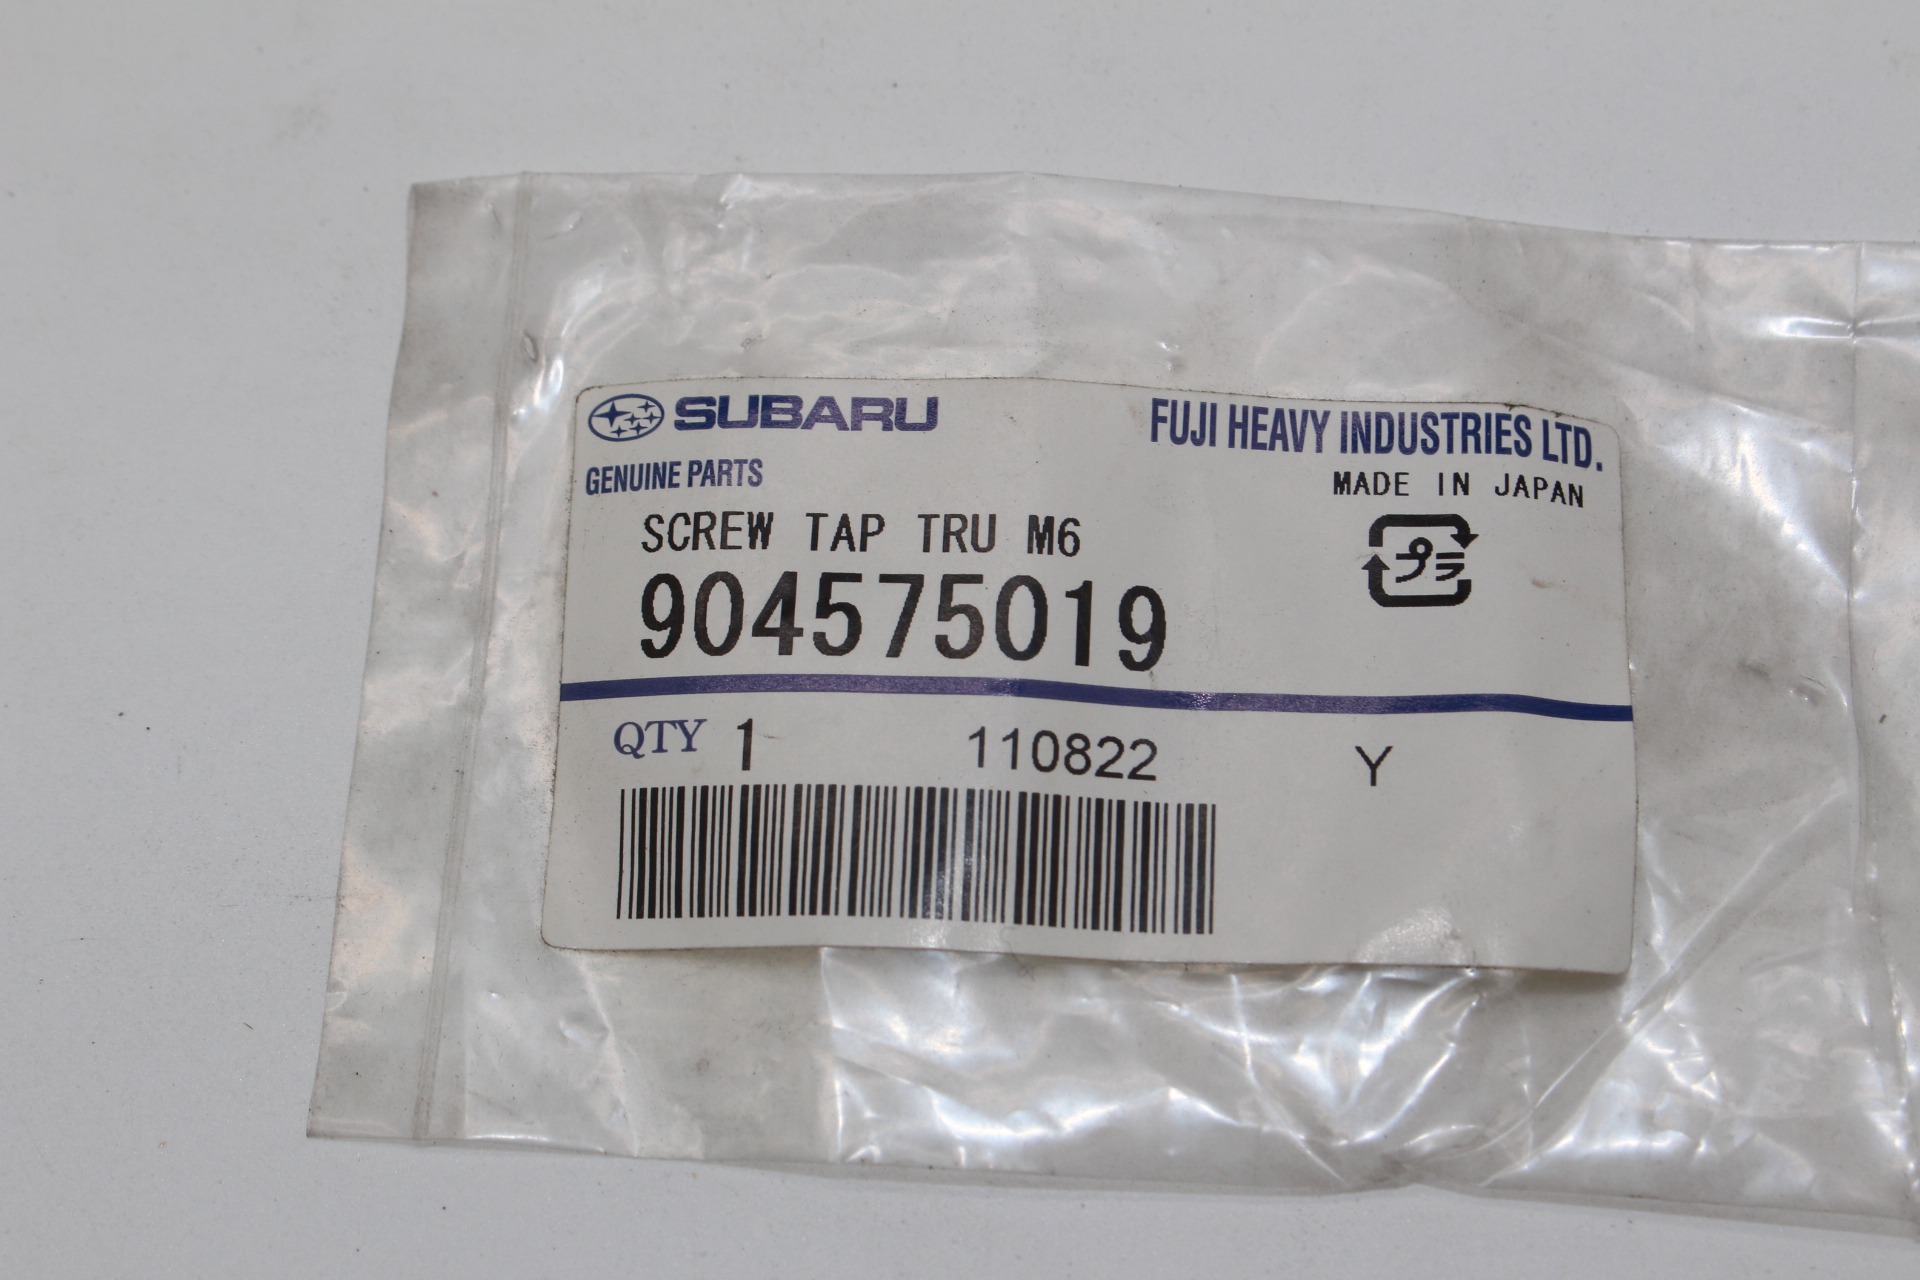 SUBARU
FUJI HEAVY INDUSTRIES LTD.
GENUINE PARTS
MADE IN JAPAN
SCREW TAP TRU M6
プラ
904575019
QTY 1 110822 Y